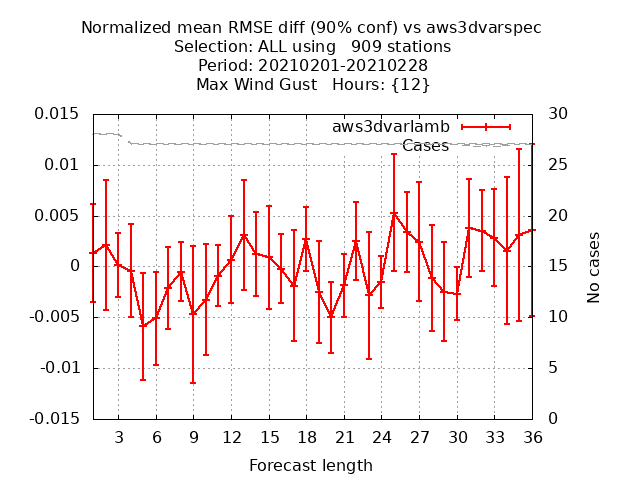 Normalized mean RMSE diff (90% conf) vs aws3dvarspec
Selection: ALL using   909 stations
Period: 20210201-20210228
Max Wind Gust   Hours: {12}
aws3dvarlamb
Cases
0.015
0.01
0.005
0
-0.005
-0.01
-0.015
30
25
20
15
10
5
0
No cases
3 6 9 12 15 18 21 24 27 30 33 36
Forecast length